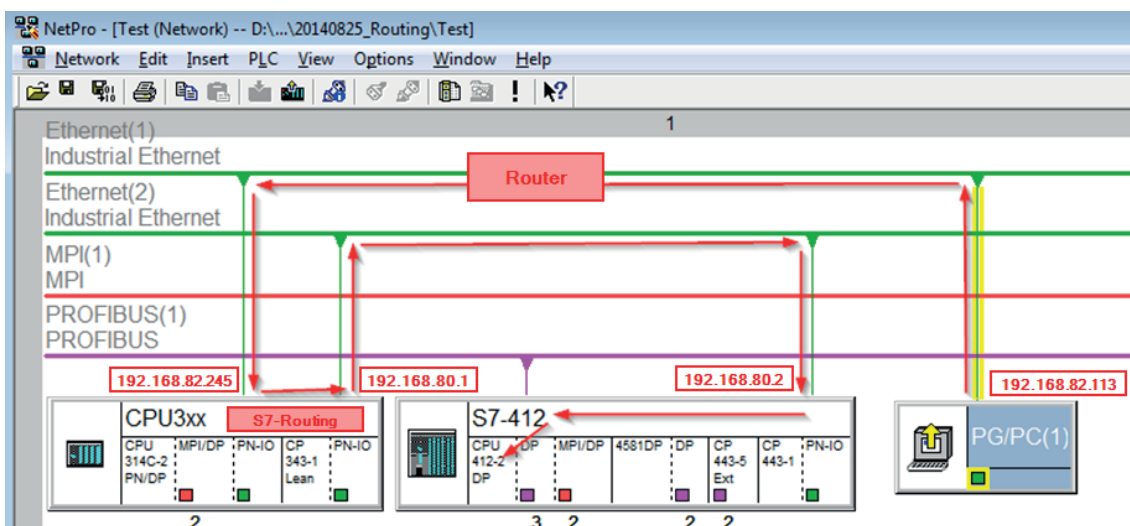 NetPro - [Test (Network) -- D:\...\20140825_Routing\Test]
Network Edit Insert PLC View Options Window Help
1
Ethernet(1)
Industrial Ethernet
Router
Ethernet(2)
Industrial Ethernet
MPI(1)
MPI
PROFIBUS(1)
PROFIBUS
192.168.82.245 192.168.80.1 192.168.80.2 192.168.82.113
CPU3xx S7-Routing
CPU 314C-2 PN/DP
MPI/DP
PN-IO
CP 343-1 Lean
PN-IO
2
S7-412
CPU 412-2 DP
DP
MPI/DP
4581DP
DP
CP 443-5 Ext
CP 443-1
PN-IO
3 2 2 2
PG/PC(1)